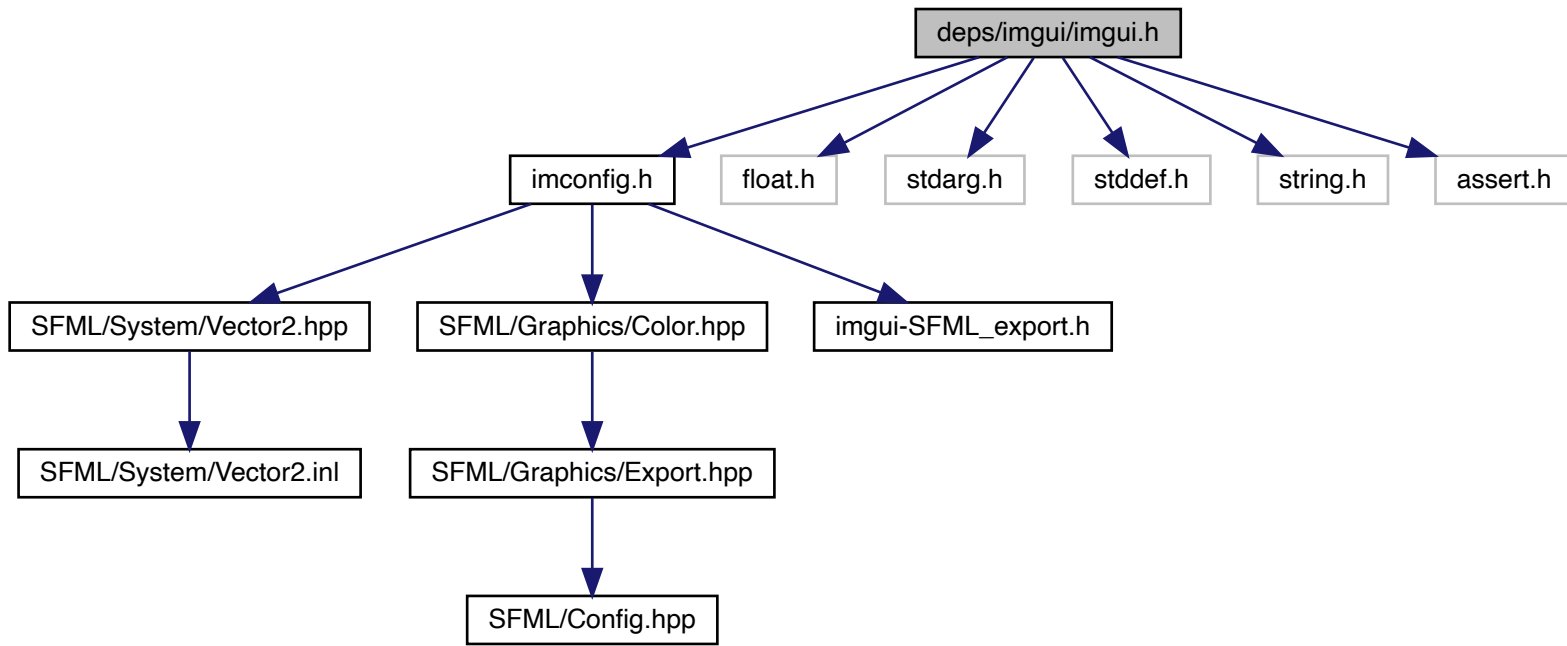 deps/imgui/imgui.h
imconfig.h
float.h
stdarg.h
stddef.h
string.h
assert.h
SFML/System/Vector2.hpp
SFML/Graphics/Color.hpp
imgui-SFML_export.h
SFML/System/Vector2.inl
SFML/Graphics/Export.hpp
SFML/Config.hpp